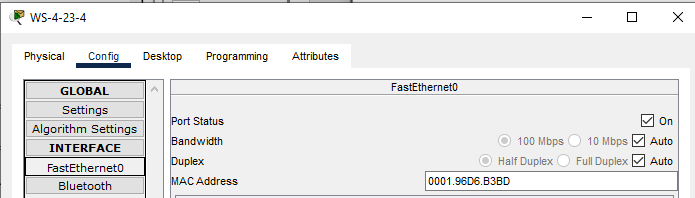 WS-4-23-4
Physical Config Desktop Programming Attributes
GLOBAL
Settings
Algorithm Settings
INTERFACE
FastEthernet0
Bluetooth
FastEthernet0
Port Status On
Bandwidth 100 Mbps 10 Mbps Auto
Duplex Half Duplex Full Duplex Auto
MAC Address 0001.96D6.B3BD